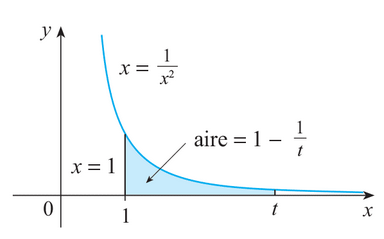 y
x = 1/x²
aire = 1 − 1/t
x = 1
0
1
t
x